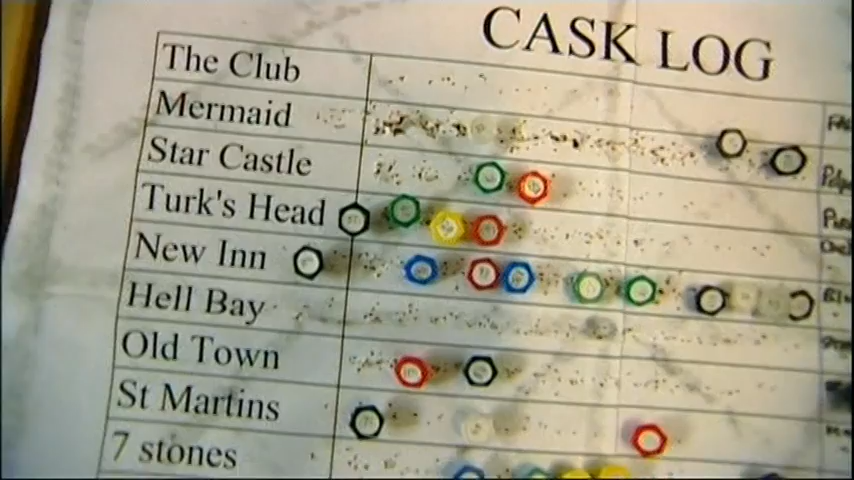 CASK LOG
The Club
Mermaid
Star Castle
Turk's Head
New Inn
Hell Bay
Old Town
St Martins
7 stones